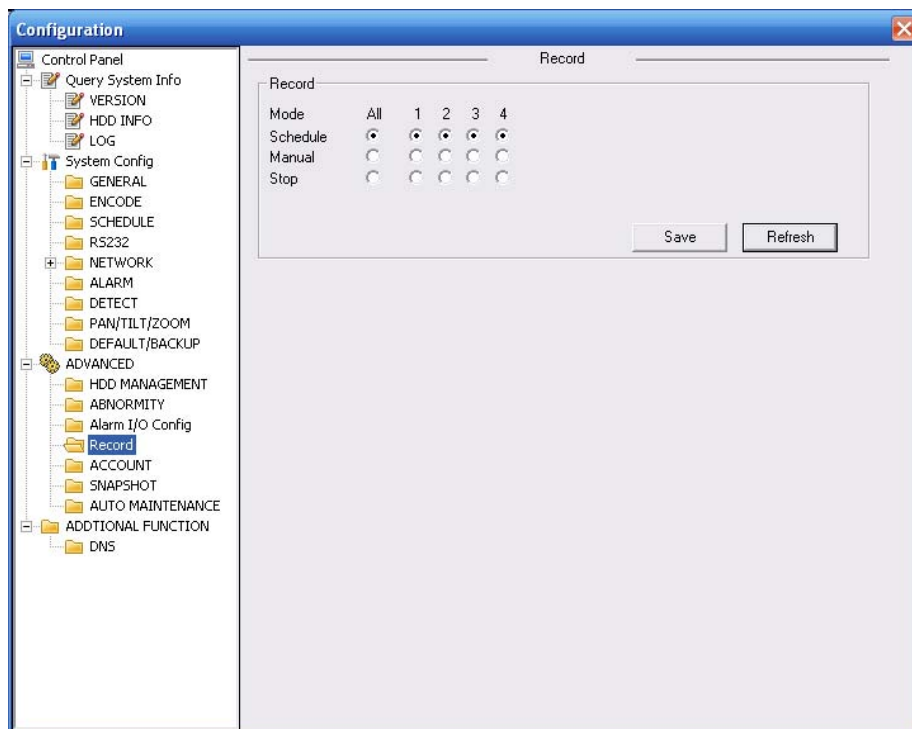 Configuration
Control Panel
Query System Info
VERSION
HDD INFO
LOG
System Config
GENERAL
ENCODE
SCHEDULE
RS232
NETWORK
ALARM
DETECT
PAN/TILT/ZOOM
DEFAULT/BACKUP
ADVANCED
HDD MANAGEMENT
ABNORMITY
Alarm I/O Config
Record
ACCOUNT
SNAPSHOT
AUTO MAINTENANCE
ADDTIONAL FUNCTION
DNS
Record
Record
Mode All 1 2 3 4
Schedule
Manual
Stop
Save Refresh